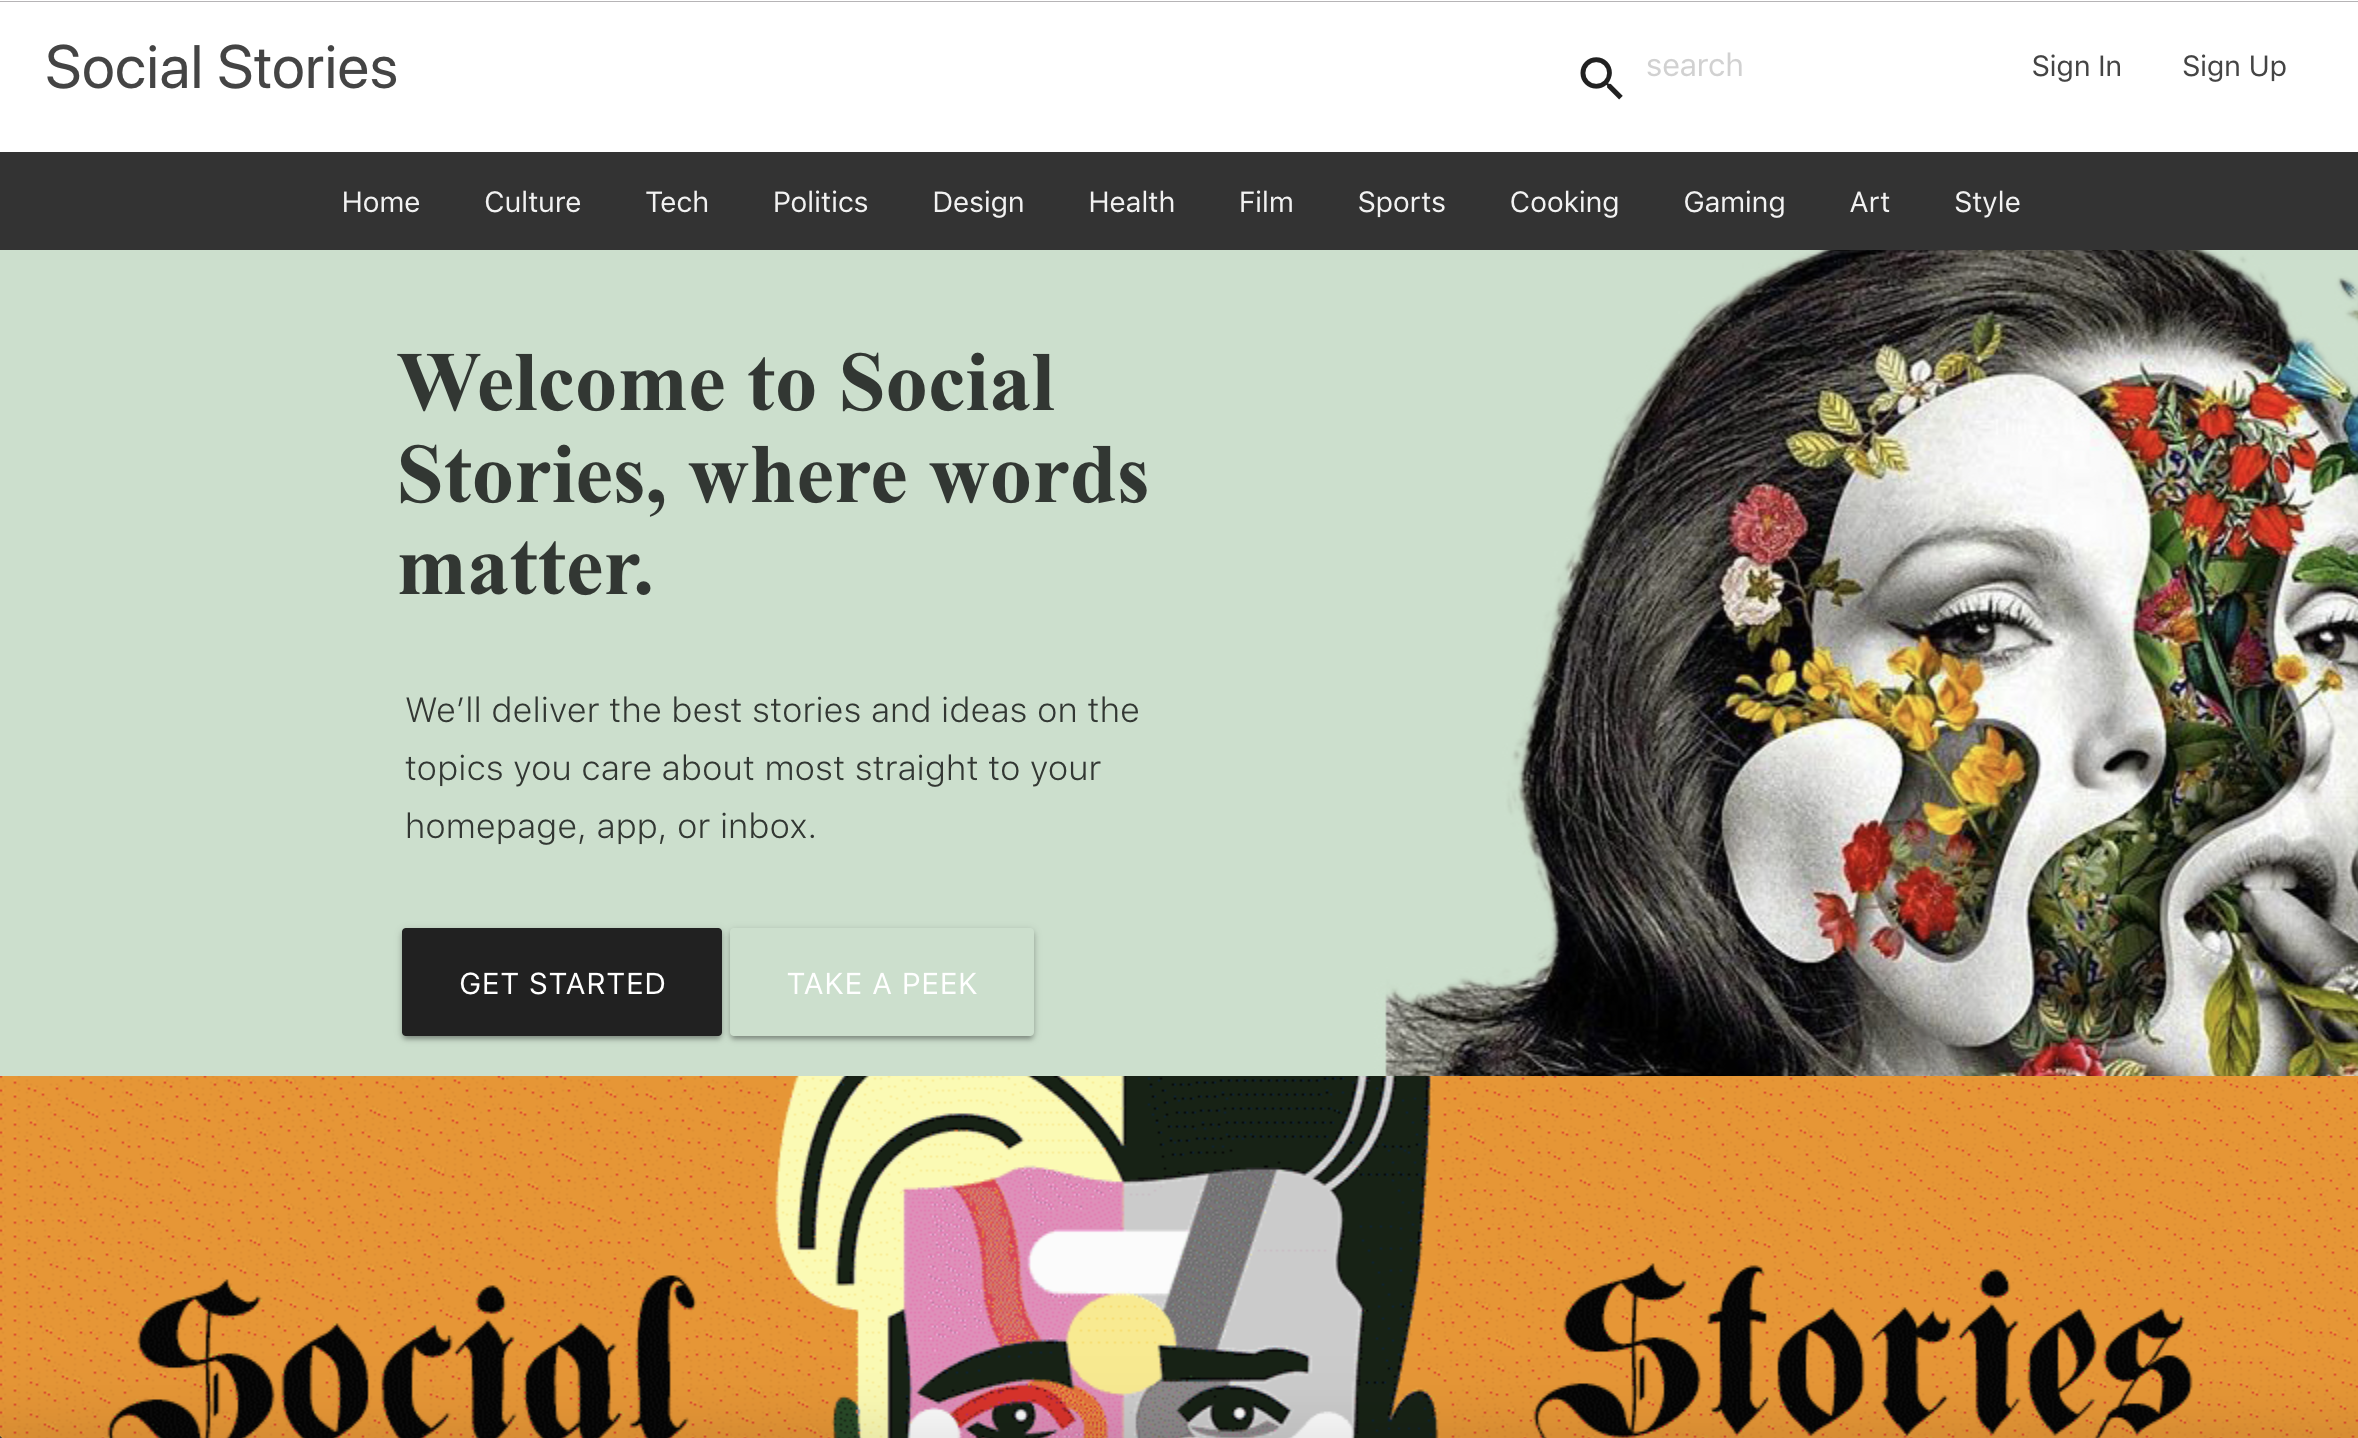 Social Stories
search
Sign In
Sign Up
Home Culture Tech Politics Design Health Film Sports Cooking Gaming Art Style
Welcome to Social
Stories, where words
matter.
We’ll deliver the best stories and ideas on the
topics you care about most straight to your
homepage, app, or inbox.
GET STARTED
TAKE A PEEK
Social Stories